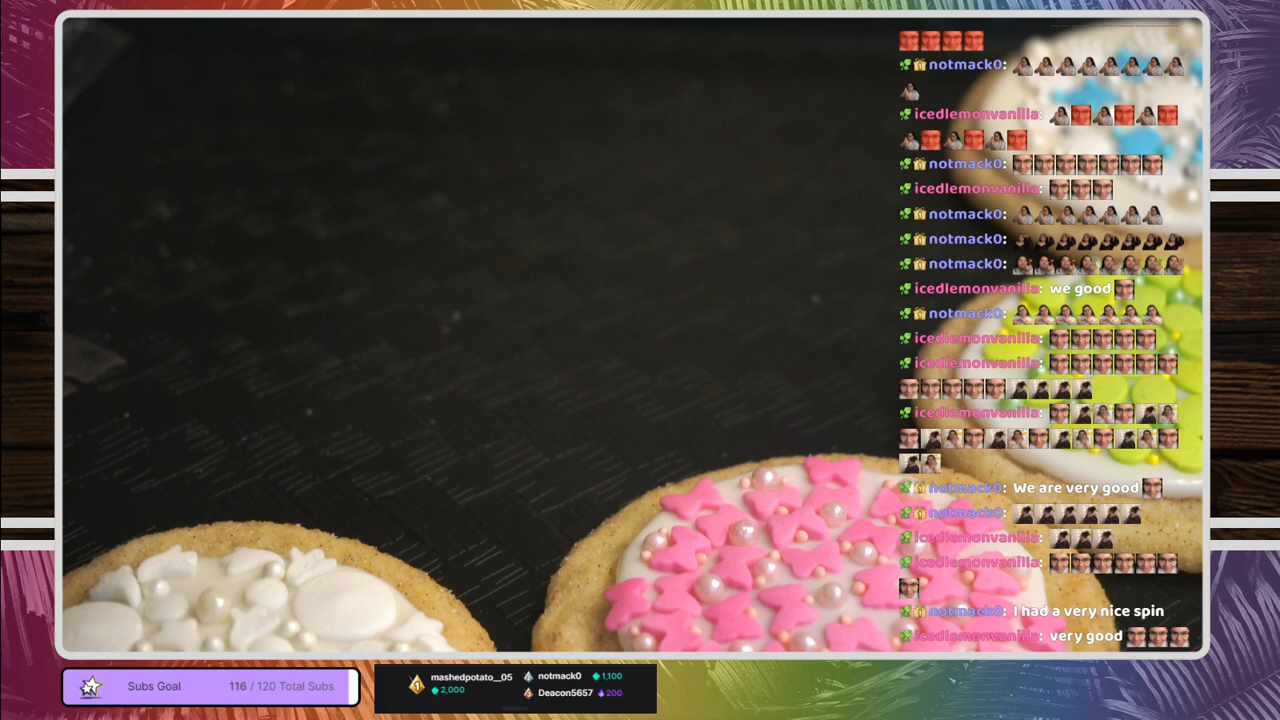 notmack0:
icedlemonvanilla:
notmack0:
icedlemonvanilla:
notmack0:
notmack0:
notmack0:
icedlemonvanilla: we good
notmack0:
icedlemonvanilla:
icedlemonvanilla:
icedlemonvanilla:
notmack0: We are very good
notmack0:
icedlemonvanilla:
icedlemonvanilla:
notmack0: I had a very nice spin
icedlemonvanilla: very good
Subs Goal 116 / 120 Total Subs
1 mashedpotato__05
2,000
notmack0 1,100
Deacon5657 200